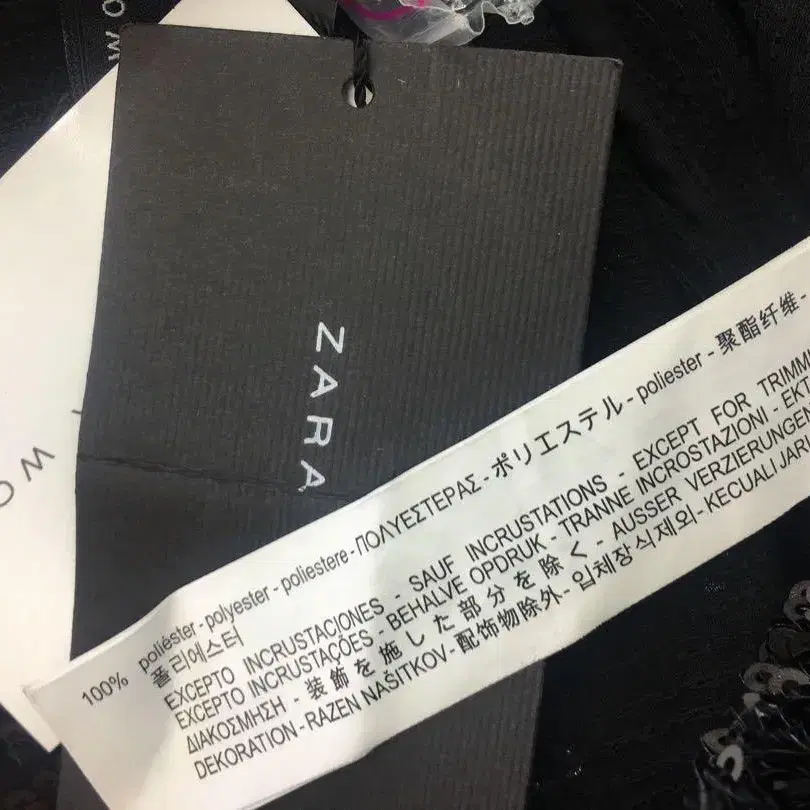 ZARA
100% poliéster - polyester - poliestere - ΠΟΛΥΕΣΤΕΡΑΣ - ポリエステル - poliester - 聚酯纤维 -
폴리에스터
EXCEPTO INCRUSTACIONES - SAUF INCRUSTATIONS - EXCEPT FOR
EXCEPTO INCRUSTAÇÕES - BEHALVE OPDRUK - TRANNE INCROSTAZIONI -
ΔΙΑΚΟΣΜΗΣΗ - 装飾を施した部分を除く - AUSSER VERZIERUNGEN
DEKORATION - RAZEN NAŠITKOV - 配饰物除外 - 입체장식제외 - KECUALI